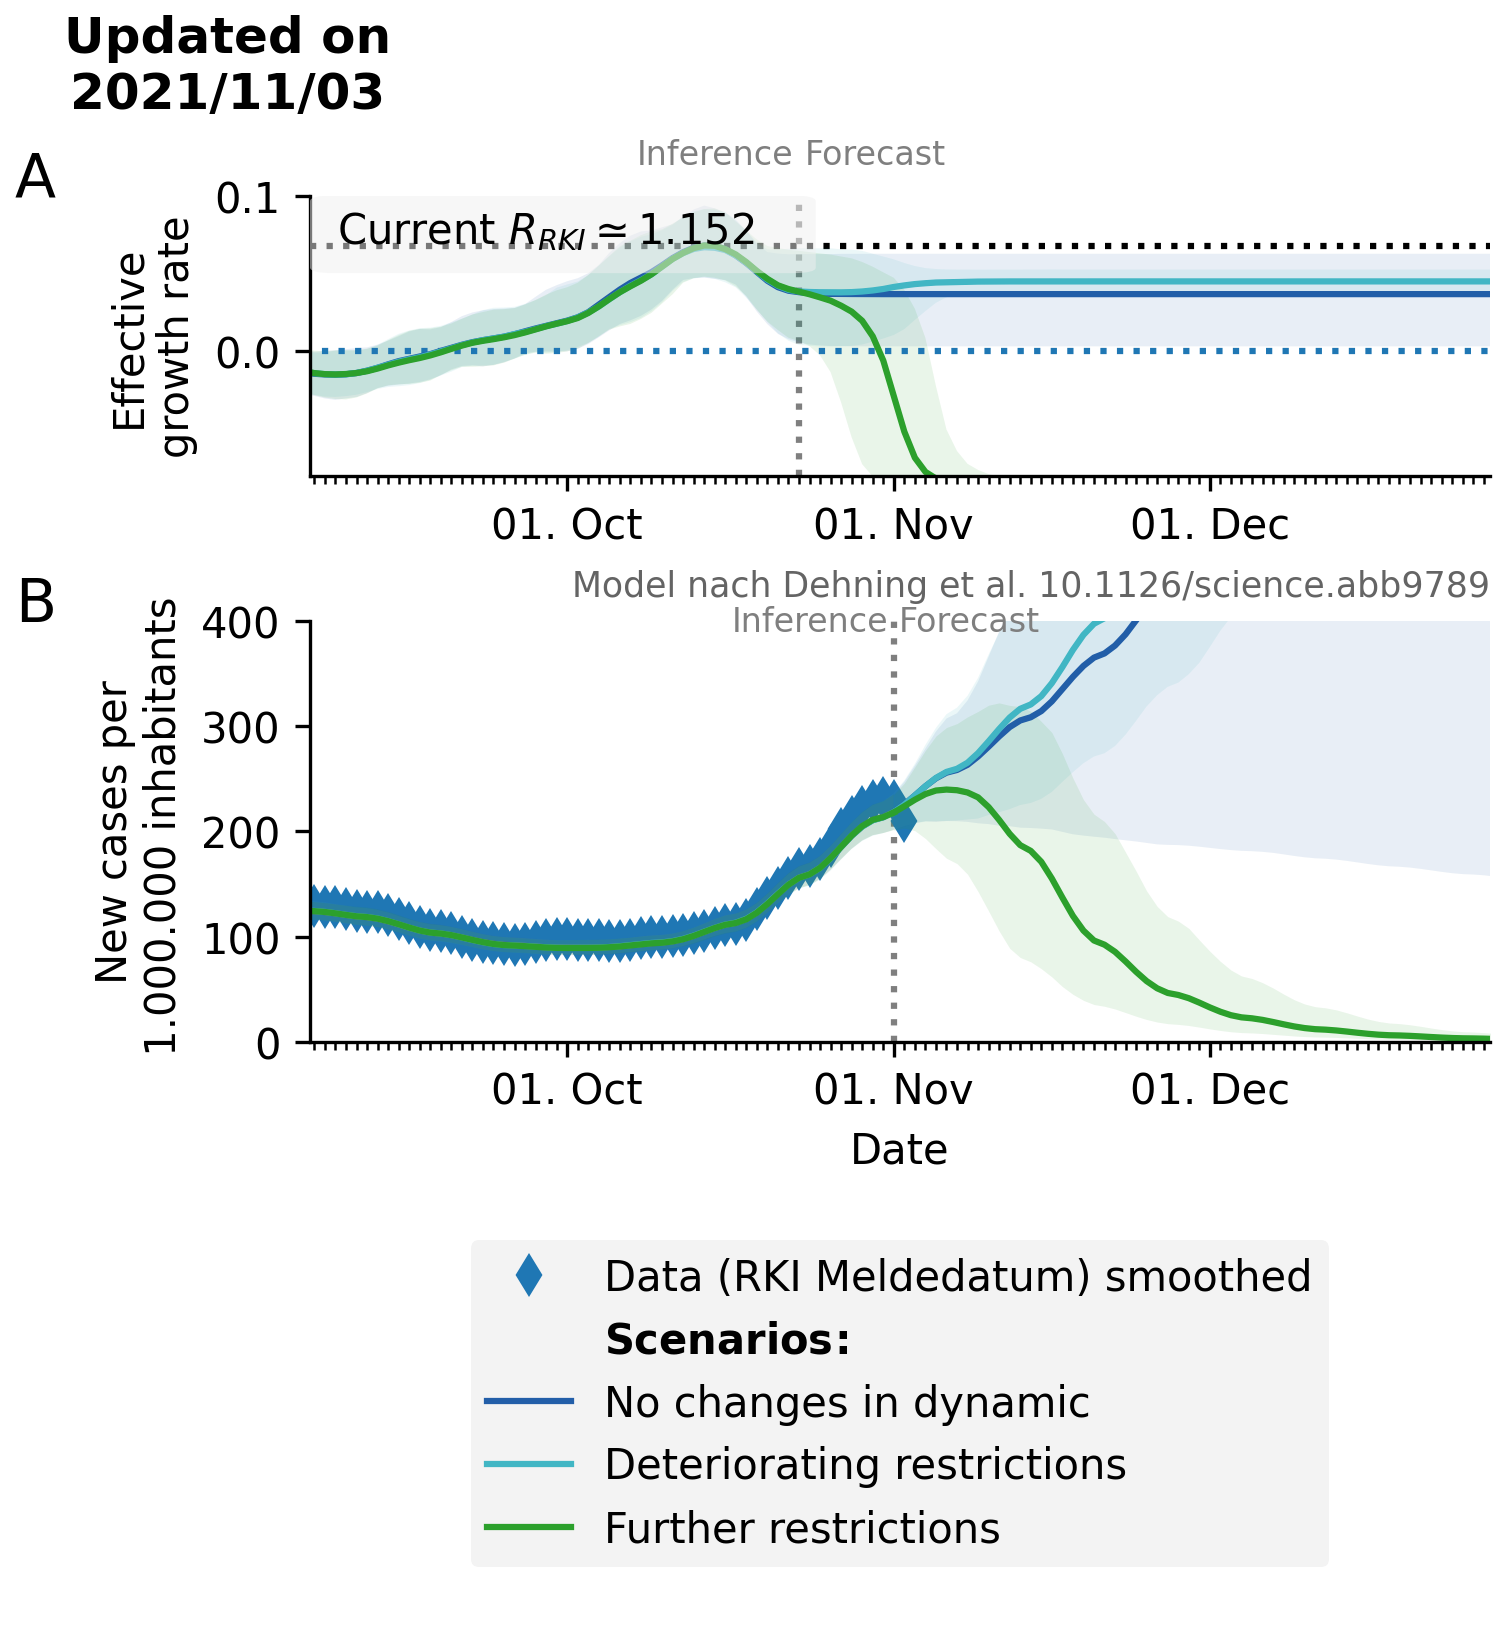 Updated on
2021/11/03
A
Inference Forecast
0.1
Current R_RKI ≃ 1.152
Effective
growth rate
0.0
01. Oct
01. Nov
01. Dec
B
Model nach Dehning et al. 10.1126/science.abb9789
Inference Forecast
New cases per
1.000.000 inhabitants
400
300
200
100
0
01. Oct
01. Nov
01. Dec
Date
Data (RKI Meldedatum) smoothed
Scenarios:
No changes in dynamic
Deteriorating restrictions
Further restrictions